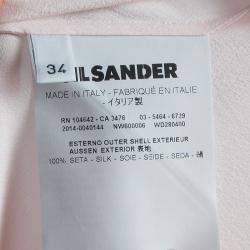 34
JIL SANDER
MADE IN ITALY - FABRIQUÉ EN ITALIE
- イタリア製
RN 104642 - CA 3476 03 - 5464 - 6739
2014-0040144 NW600006 WD280400
ESTERNO OUTER SHELL EXTERIEUR
AUSSEN EXTERIOR 表地
100% SETA - SILK - SOIE - SEIDE - SEDA - 絹